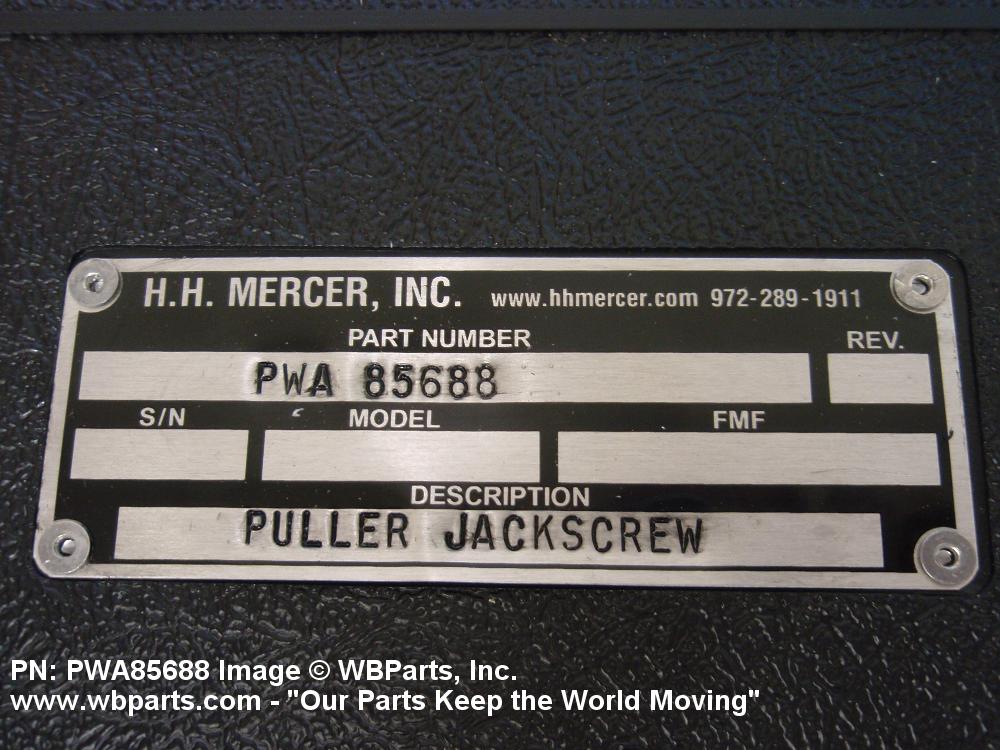 H.H. MERCER, INC. www.hhmercer.com 972-289-1911
PART NUMBER REV.
PWA 85688
S/N MODEL FMF
DESCRIPTION
PULLER JACKSCREW
PN: PWA85688 Image © WBParts, Inc.
www.wbparts.com - "Our Parts Keep the World Moving"